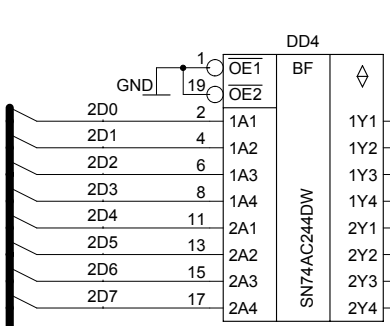 DD4
1 OE1 BF
GND 19 OE2
2D0 2 1A1 1Y1
2D1 4 1A2 1Y2
2D2 6 1A3 1Y3
2D3 8 1A4 1Y4
2D4 11 2A1 2Y1
2D5 13 2A2 2Y2
2D6 15 2A3 2Y3
2D7 17 2A4 2Y4
SN74AC244DW